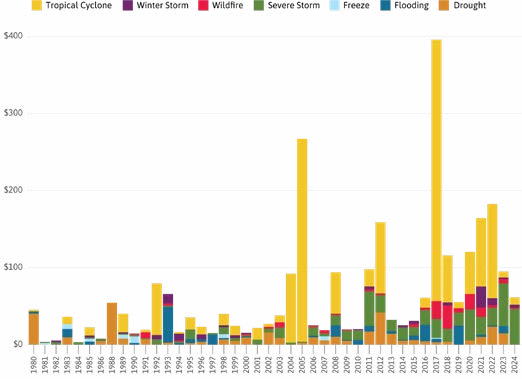 Tropical Cyclone Winter Storm Wildfire Severe Storm Freeze Flooding Drought
$400
$300
$200
$100
$0
1980 1981 1982 1983 1984 1985 1986 1987 1988 1989 1990 1991 1992 1993 1994 1995 1996 1997 1998 1999 2000 2001 2002 2003 2004 2005 2006 2007 2008 2009 2010 2011 2012 2013 2014 2015 2016 2017 2018 2019 2020 2021 2022 2023 2024